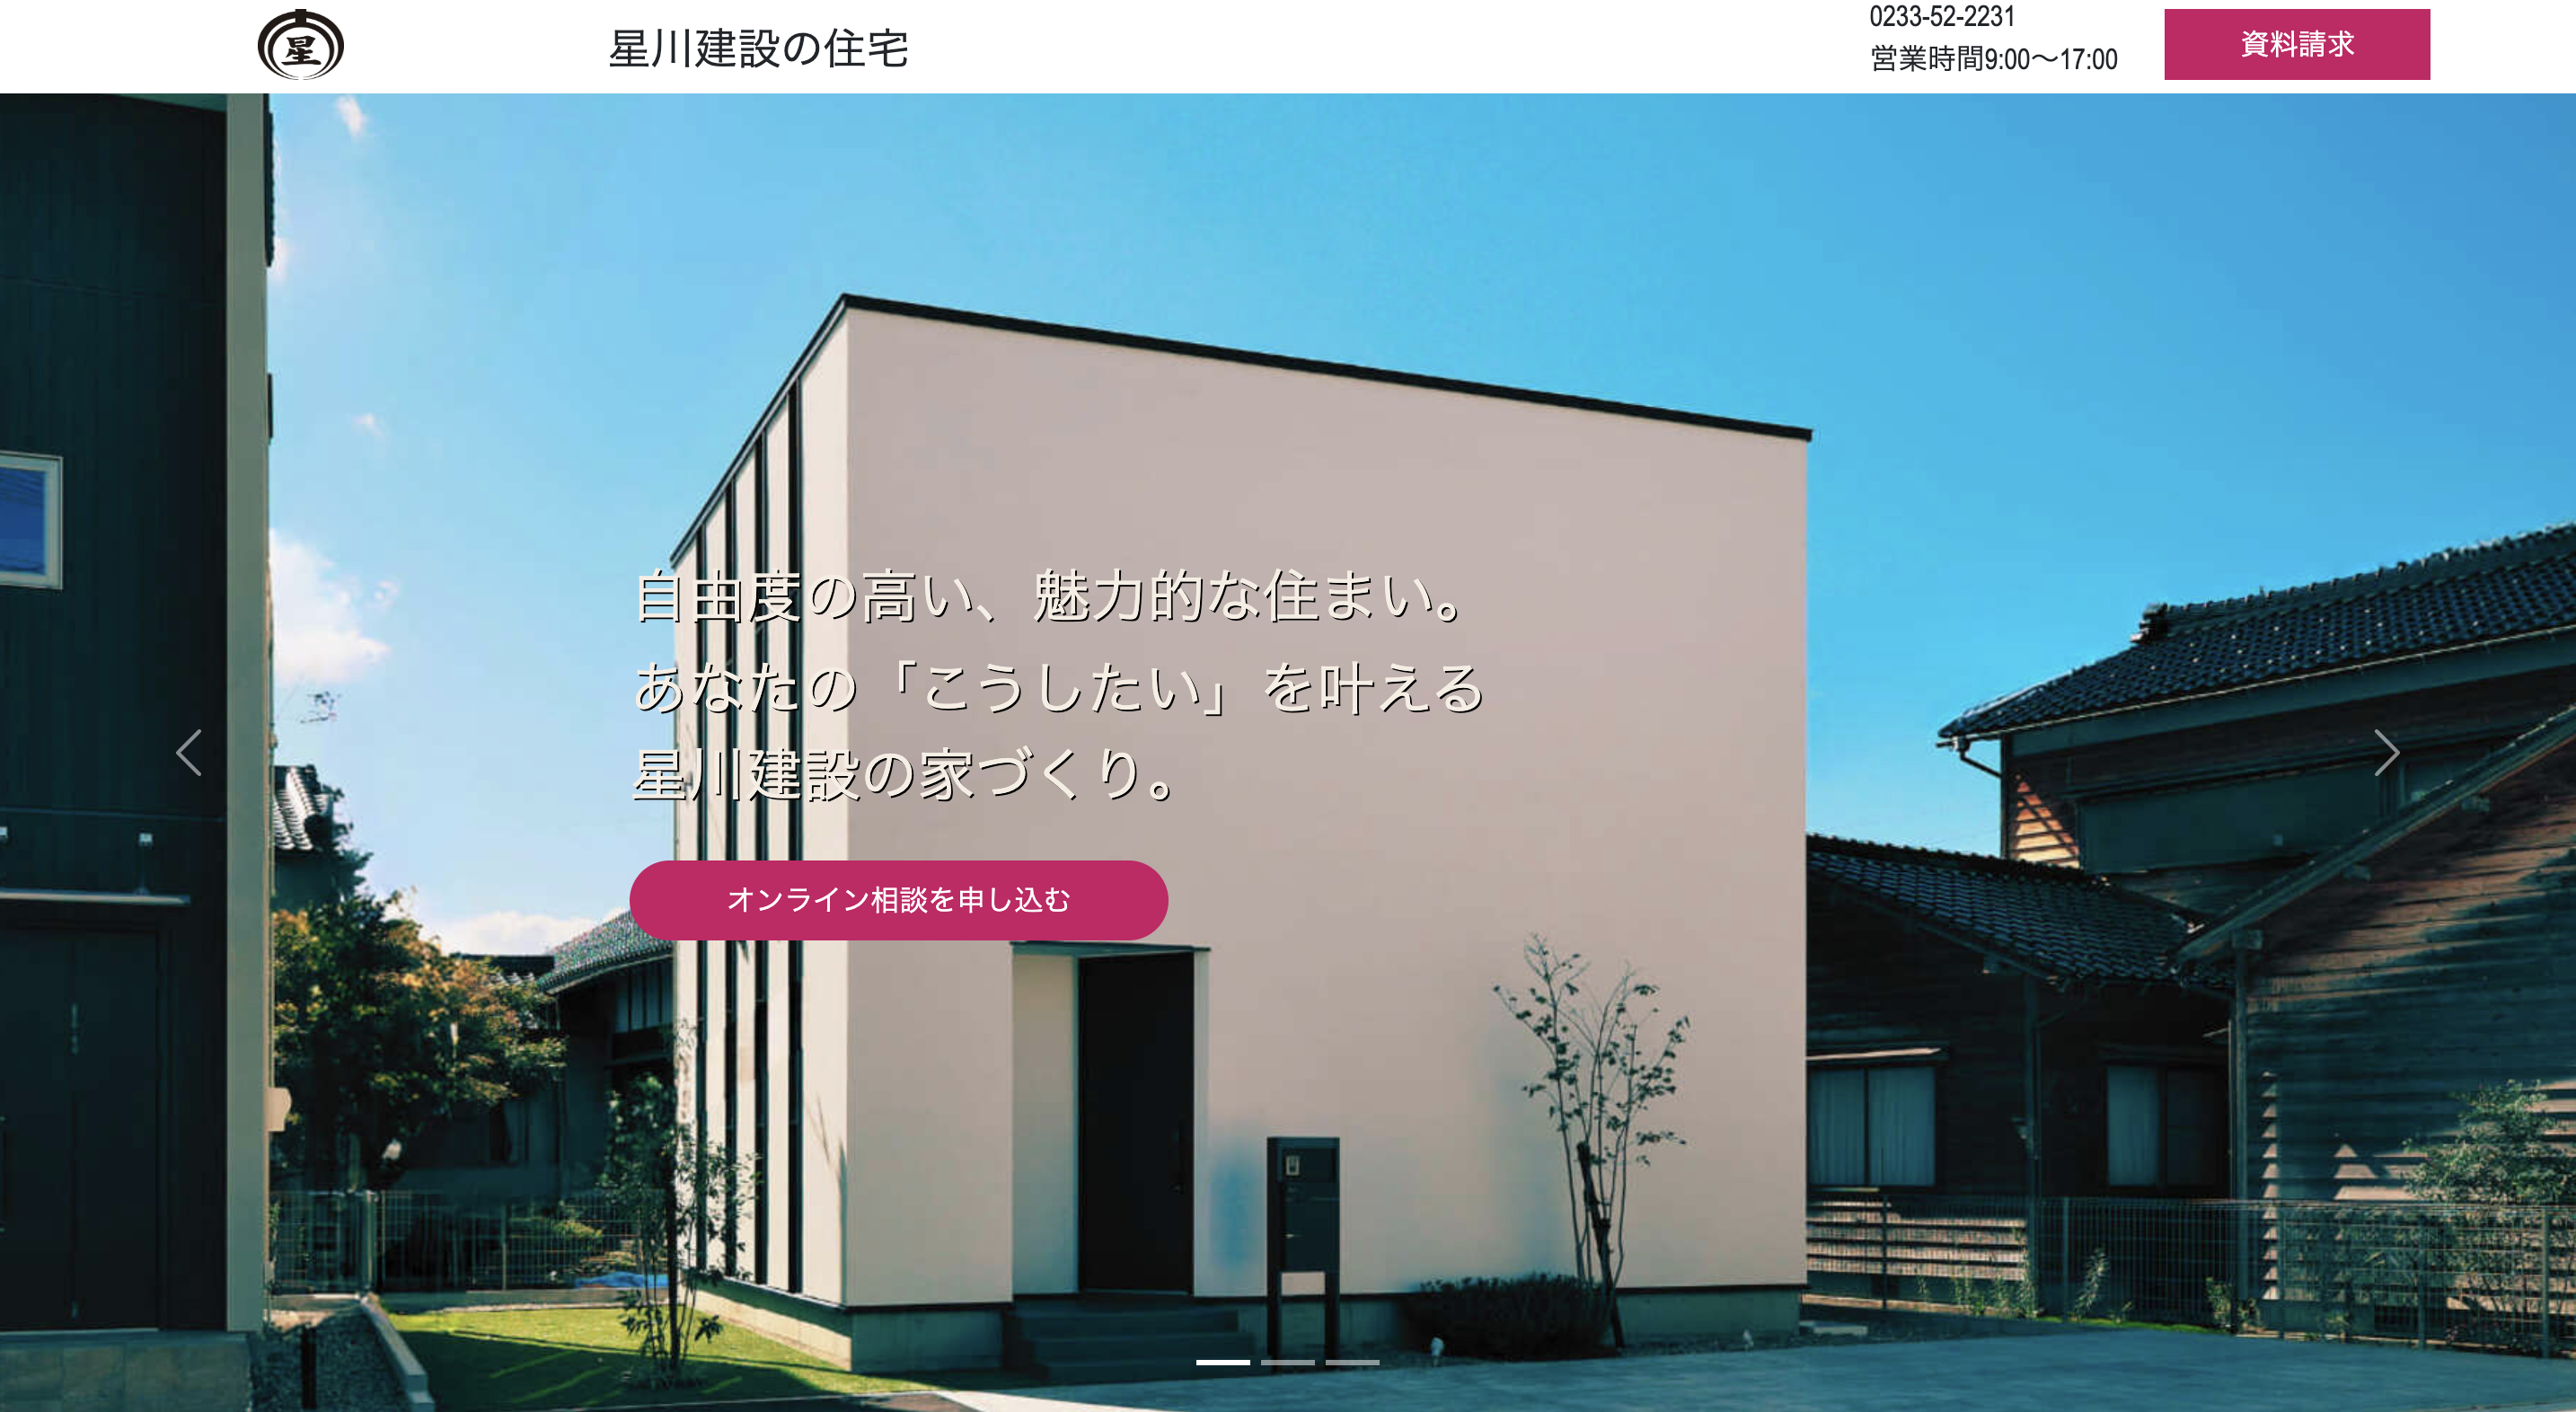 星
星川建設の住宅
0233-52-2231
営業時間9:00〜17:00
資料請求
自由度の高い、魅力的な住まい。
あなたの「こうしたい」を叶える
星川建設の家づくり。
オンライン相談を申し込む